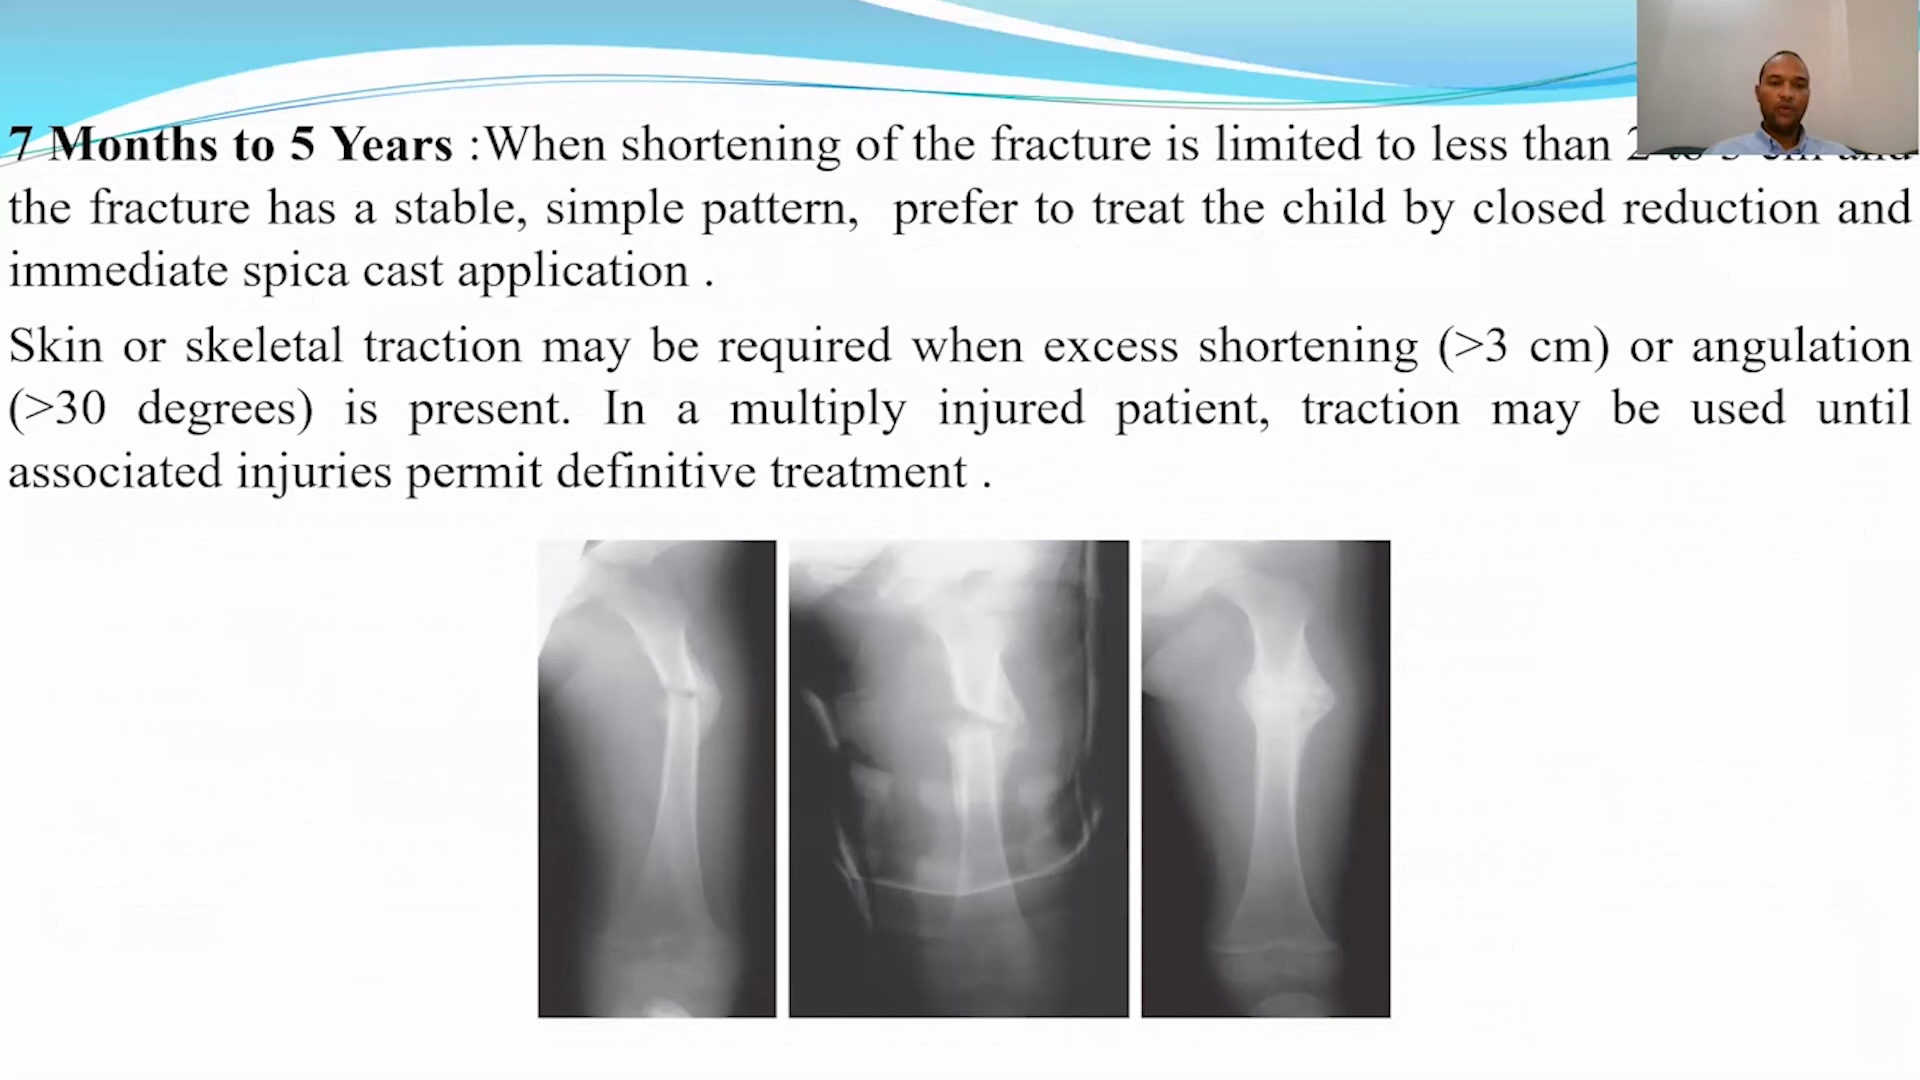 7 Months to 5 Years :When shortening of the fracture is limited to less than
the fracture has a stable, simple pattern, prefer to treat the child by closed reduction and
immediate spica cast application .
Skin or skeletal traction may be required when excess shortening (>3 cm) or angulation
(>30 degrees) is present. In a multiply injured patient, traction may be used until
associated injuries permit definitive treatment .